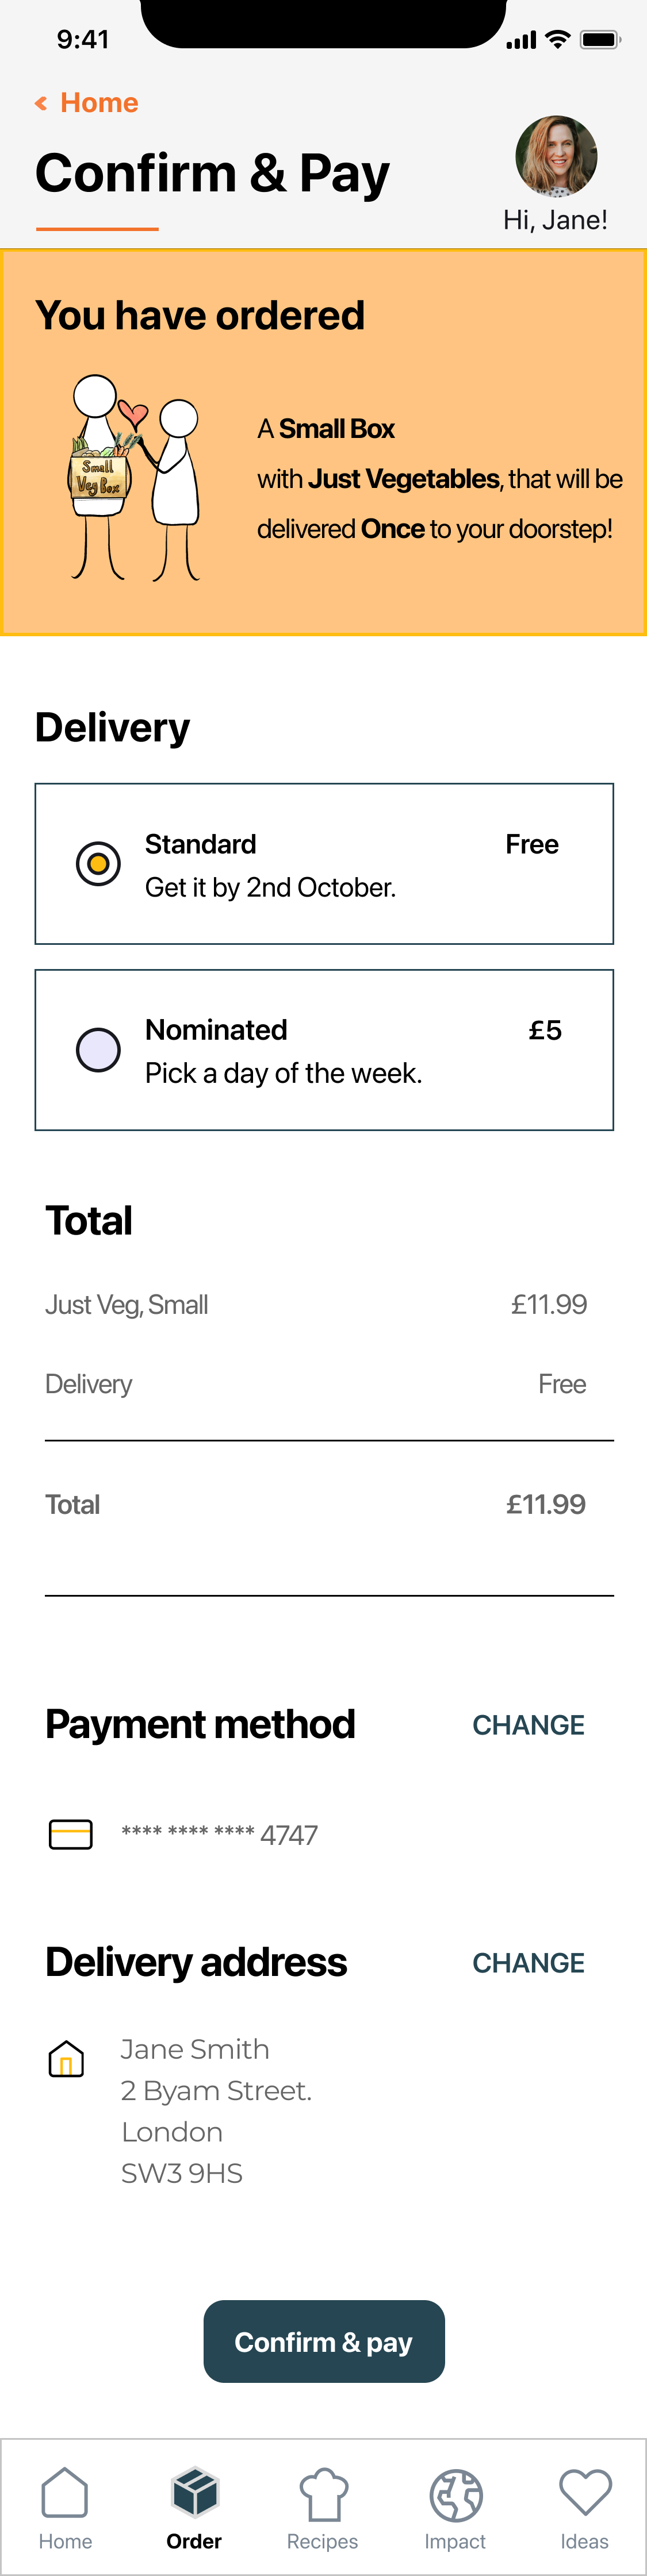 9:41
Home
Confirm & Pay
Hi, Jane!
You have ordered
Small
Veg Box
A Small Box
with Just Vegetables, that will be
delivered Once to your doorstep!
Delivery
Standard Free
Get it by 2nd October.
Nominated £5
Pick a day of the week.
Total
Just Veg, Small £11.99
Delivery Free
Total £11.99
Payment method CHANGE
**** **** **** 4747
Delivery address CHANGE
Jane Smith
2 Byam Street.
London
SW3 9HS
Confirm & pay
Home Order Recipes Impact Ideas